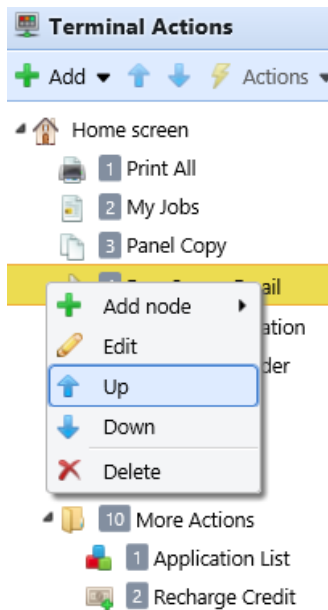 Terminal Actions
Add Actions
Home screen
1 Print All
2 My Jobs
3 Panel Copy
Add node
Edit
Up
Down
Delete
10 More Actions
1 Application List
2 Recharge Credit